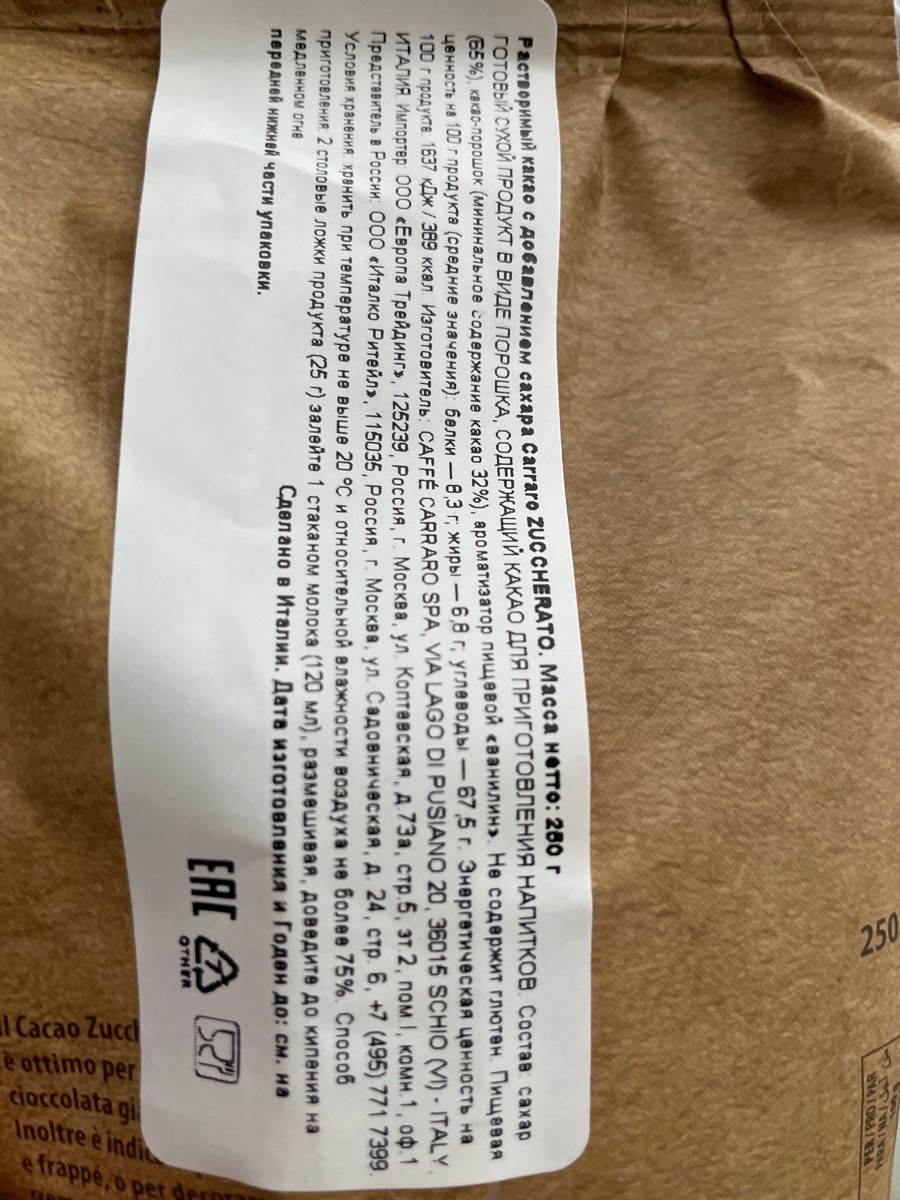 Растворимый какао с добавлением сахара Carraro ZUCCHERATO. Масса нетто: 250 г
ГОТОВЫЙ СУХОЙ ПРОДУКТ В ВИДЕ ПОРОШКА, СОДЕРЖАЩИЙ КАКАО ДЛЯ ПРИГОТОВЛЕНИЯ НАПИТКОВ. Состав: сахар
(65%), какао-порошок (мининальное содержание какао 32%), ароматизатор пищевой «ванилин». Не содержит глютен. Пищевая
ценность на 100 г продукта (средние значения): белки — 8,3 г; жиры — 6,8 г; углеводы — 67,5 г. Энергетическая ценность на
100 г продукта: 1637 кДж / 389 ккал. Изготовитель: CAFFÉ CARRARO SPA, VIA LAGO DI PUSIANO 20, 36015 SCHIO (VI) - ITALY,
ИТАЛИЯ. Импортер: ООО «Европа Трейдинг», 125239, Россия, г. Москва, ул. Коптевская, д.73а, стр.5, эт.2, пом.I, комн.1, оф.1
Представитель в России: ООО «Италко Ритейл», 115035, Россия, г. Москва, ул. Садовническая, д. 24, стр. 6, +7 (495) 771 7399.
Условия хранения: хранить при температуре не выше 20 °С и относительной влажности воздуха не более 75%. Способ
приготовления: 2 столовые ложки продукта (25 г) залейте 1 стаканом молока (120 мл), размешивая, доведите до кипения на
медленном огне
Сделано в Италии. Дата изготовления и Годен до: см. на
передней нижней части упаковки.
EAC
7
OTHER
250
Il Cacao Zucch
è ottimo per
cioccolata gi
Inoltre è indic
e frappé, o per decorar